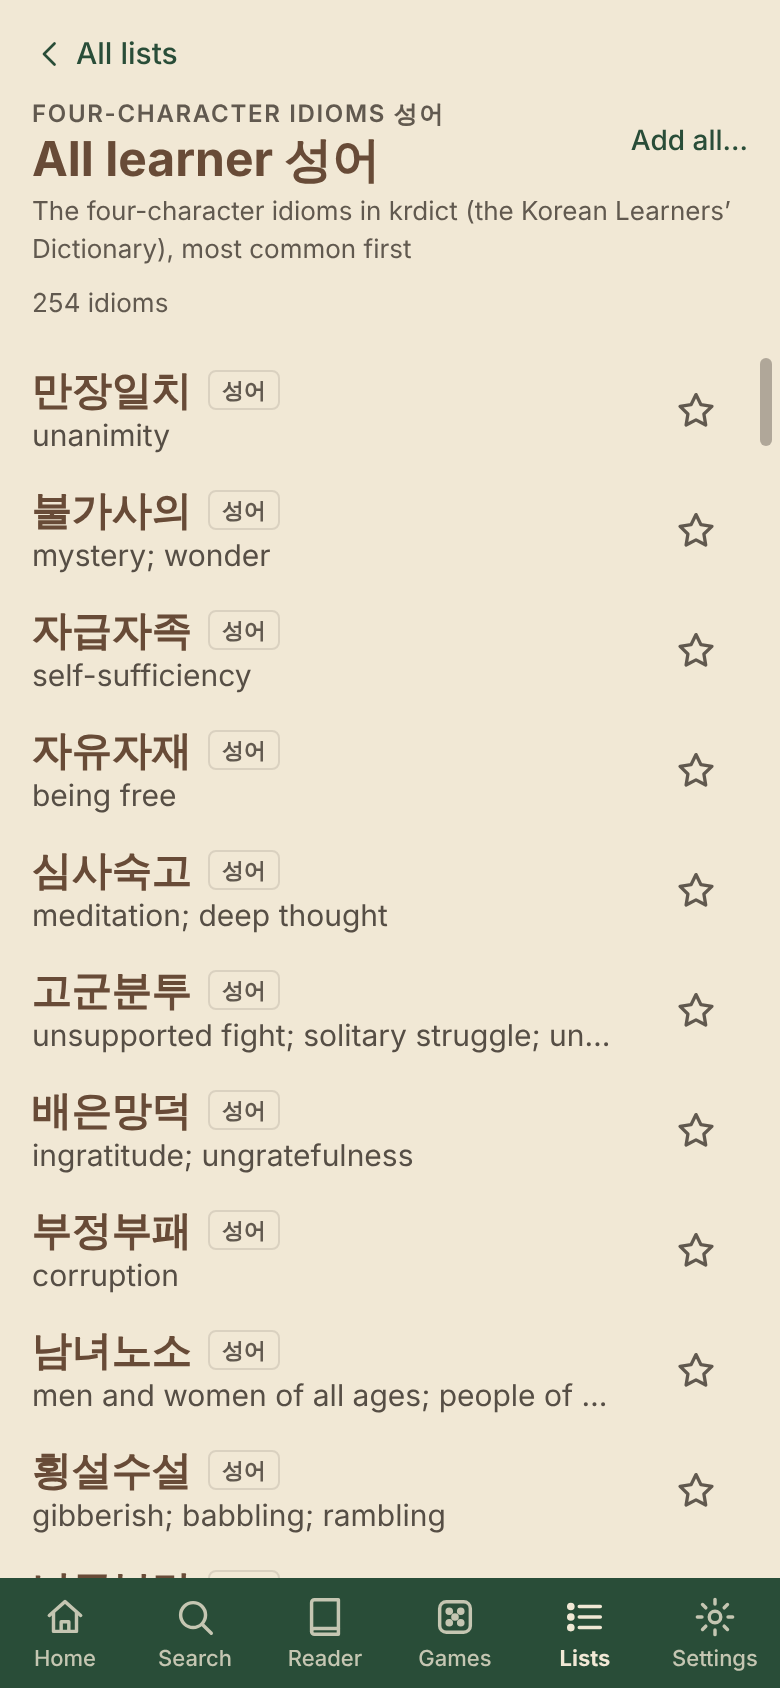 All lists
FOUR-CHARACTER IDIOMS 성어
All learner 성어
Add all...
The four-character idioms in krdict (the Korean Learners’
Dictionary), most common first
254 idioms
만장일치 성어
unanimity
불가사의 성어
mystery; wonder
자급자족 성어
self-sufficiency
자유자재 성어
being free
심사숙고 성어
meditation; deep thought
고군분투 성어
unsupported fight; solitary struggle; un...
배은망덕 성어
ingratitude; ungratefulness
부정부패 성어
corruption
남녀노소 성어
men and women of all ages; people of ...
횡설수설 성어
gibberish; babbling; rambling
Home Search Reader Games Lists Settings